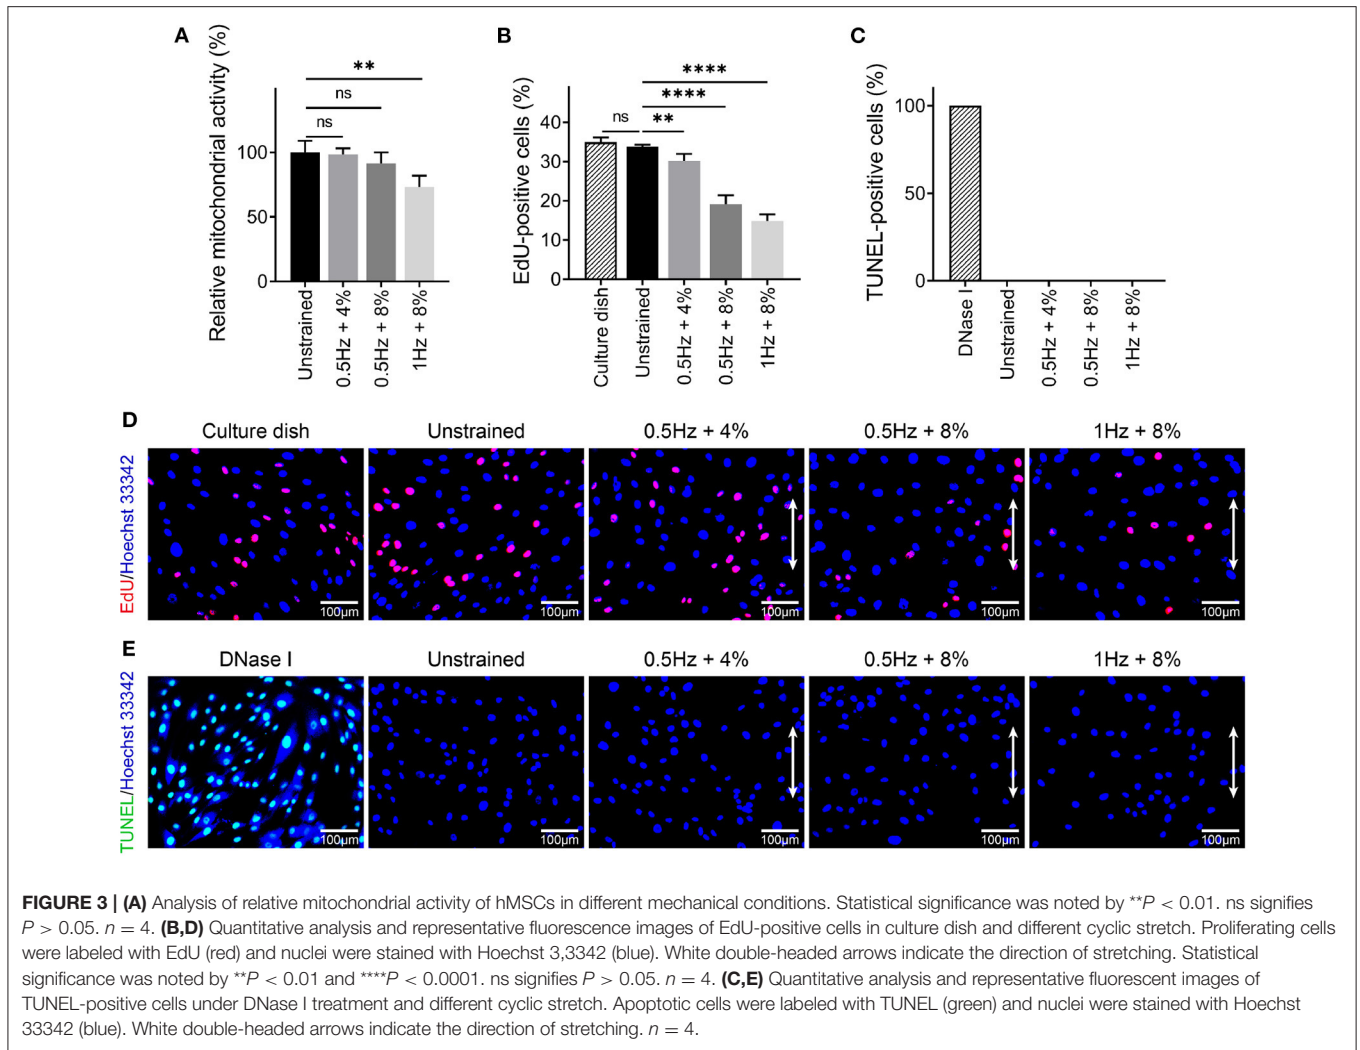 A
Relative mitochondrial activity (%)
**
ns
ns
100
50
0
Unstrained
0.5Hz + 4%
0.5Hz + 8%
1Hz + 8%
B
EdU-positive cells (%)
****
****
ns
**
40
30
20
10
0
Culture dish
Unstrained
0.5Hz + 4%
0.5Hz + 8%
1Hz + 8%
C
TUNEL-positive cells (%)
100
50
0
DNase I
Unstrained
0.5Hz + 4%
0.5Hz + 8%
1Hz + 8%
D
Culture dish
Unstrained
0.5Hz + 4%
0.5Hz + 8%
1Hz + 8%
EdU/Hoechst 33342
100µm
100µm
100µm
100µm
100µm
E
DNase I
Unstrained
0.5Hz + 4%
0.5Hz + 8%
1Hz + 8%
TUNEL/Hoechst 33342
100µm
100µm
100µm
100µm
100µm
FIGURE 3 | (A) Analysis of relative mitochondrial activity of hMSCs in different mechanical conditions. Statistical significance was noted by **P < 0.01. ns signifies
P > 0.05. n = 4. (B,D) Quantitative analysis and representative fluorescence images of EdU-positive cells in culture dish and different cyclic stretch. Proliferating cells
were labeled with EdU (red) and nuclei were stained with Hoechst 3,3342 (blue). White double-headed arrows indicate the direction of stretching. Statistical
significance was noted by **P < 0.01 and ****P < 0.0001. ns signifies P > 0.05. n = 4. (C,E) Quantitative analysis and representative fluorescent images of
TUNEL-positive cells under DNase I treatment and different cyclic stretch. Apoptotic cells were labeled with TUNEL (green) and nuclei were stained with Hoechst
33342 (blue). White double-headed arrows indicate the direction of stretching. n = 4.